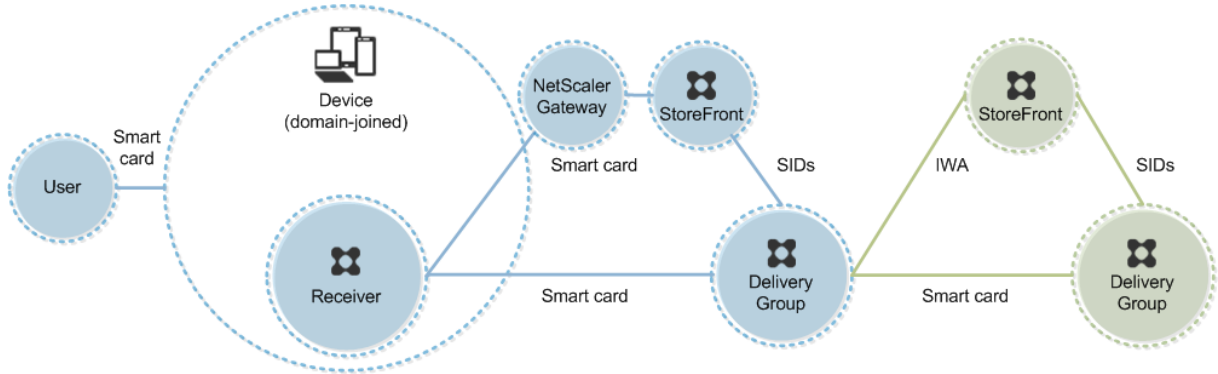 Device
(domain-joined)
NetScaler
Gateway
StoreFront
StoreFront
Smart
card
User
Smart card
SIDs
IWA
SIDs
Receiver
Delivery
Group
Delivery
Group
Smart card
Smart card